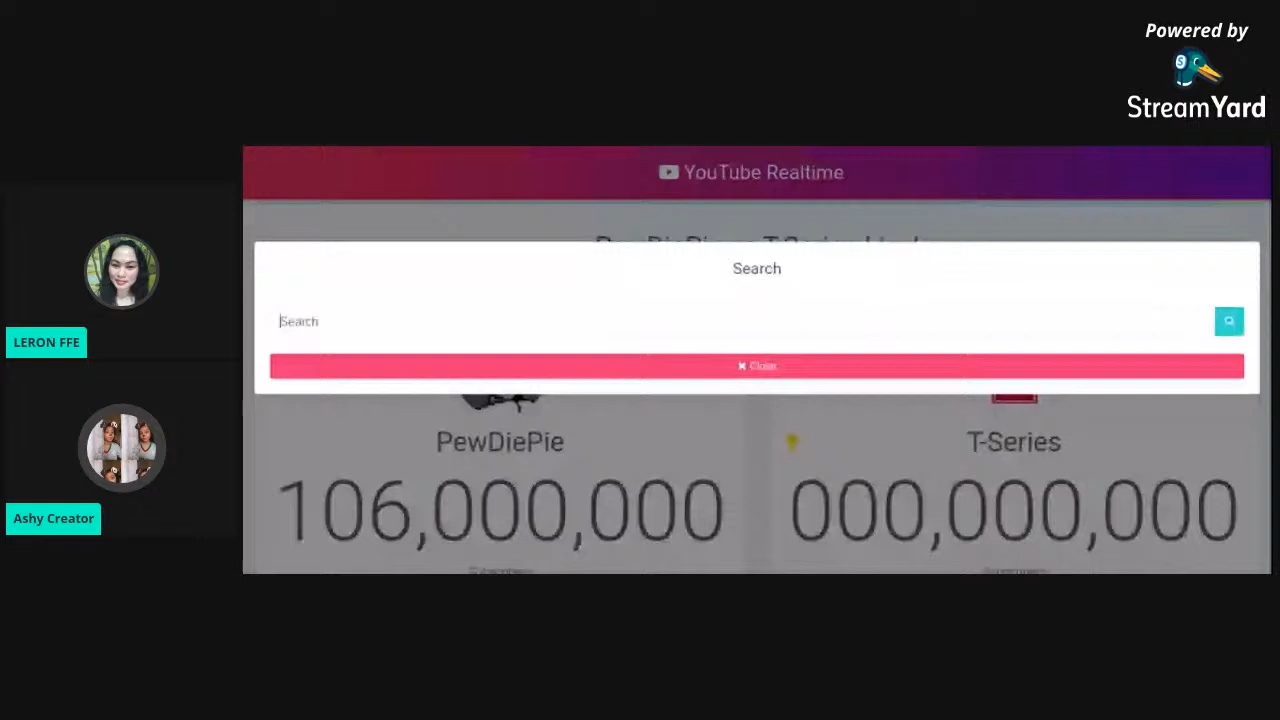 Powered by
StreamYard
YouTube Realtime
Search
Search
LERON FFE
Close
PewDiePie
T-Series
106,000,000
000,000,000
Ashy Creator